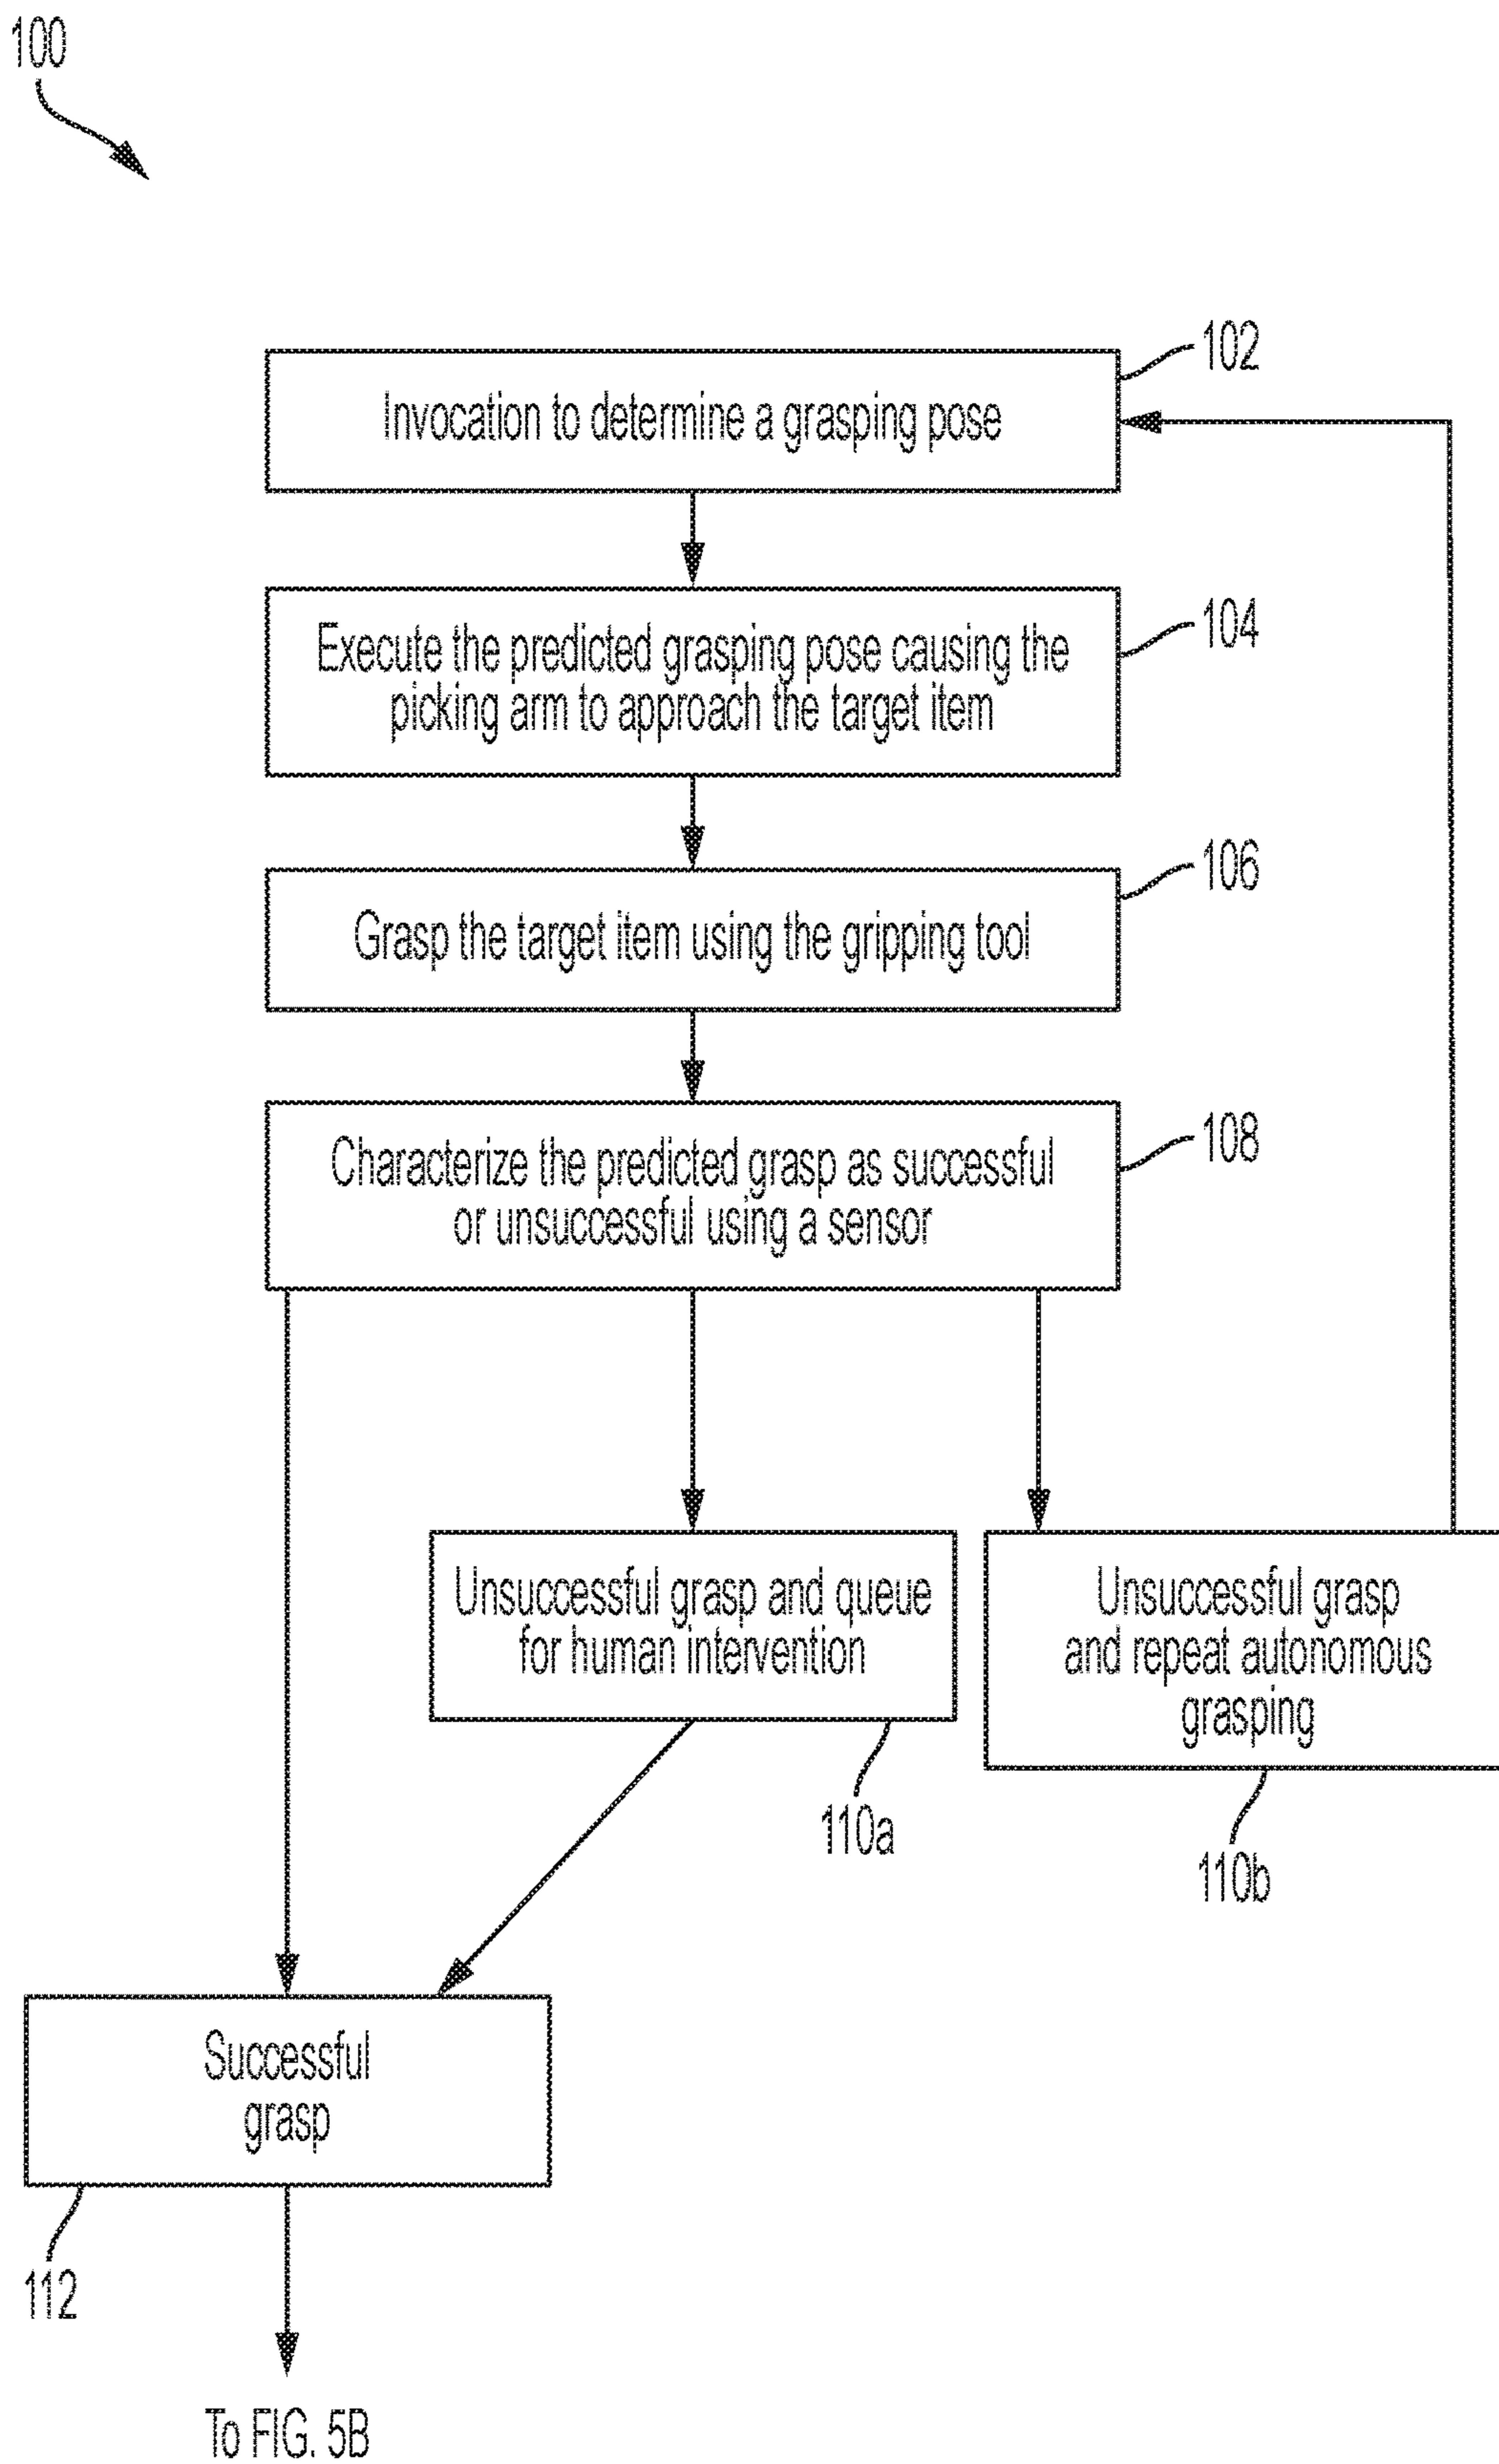 100
102
Invocation to determine a grasping pose
104
Execute the predicted grasping pose causing the
picking arm to approach the target item
106
Grasp the target item using the gripping tool
108
Characterize the predicted grasp as successful
or unsuccessful using a sensor
Unsuccessful grasp and queue
for human intervention
110a
Unsuccessful grasp
and repeat autonomous
grasping
110b
Successful
grasp
112
To FIG. 5B